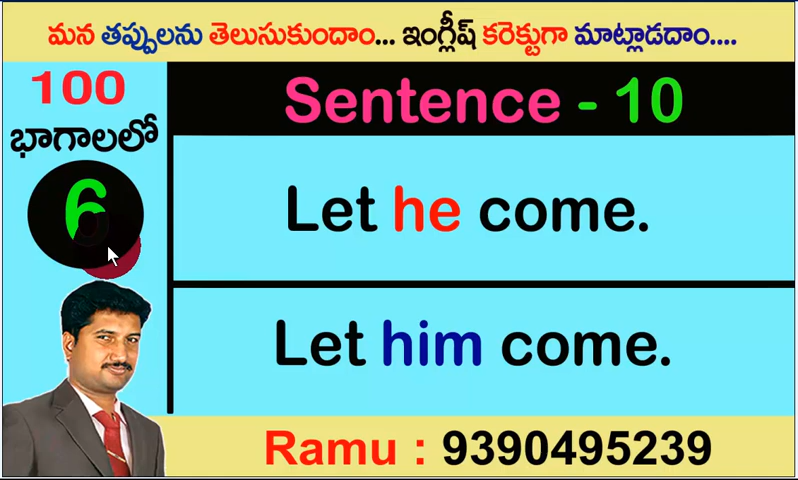 మన తప్పులను తెలుసుకుందాం... ఇంగ్లీష్ కరెక్టుగా మాట్లాడదాం....
100
భాగాలలో
6
Sentence - 10
Let he come.
Let him come.
Ramu : 9390495239